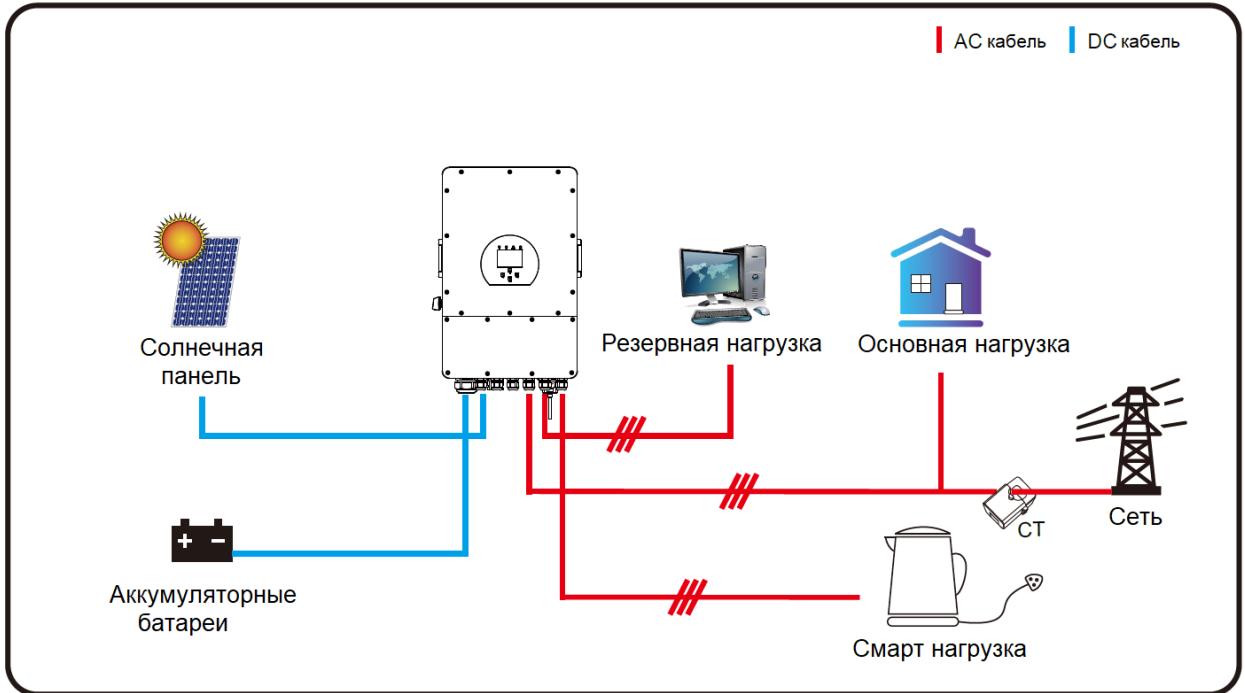 AC кабель
DC кабель
Солнечная
панель
Резервная нагрузка
Основная нагрузка
Сеть
CT
Аккумуляторные
батареи
Смарт нагрузка